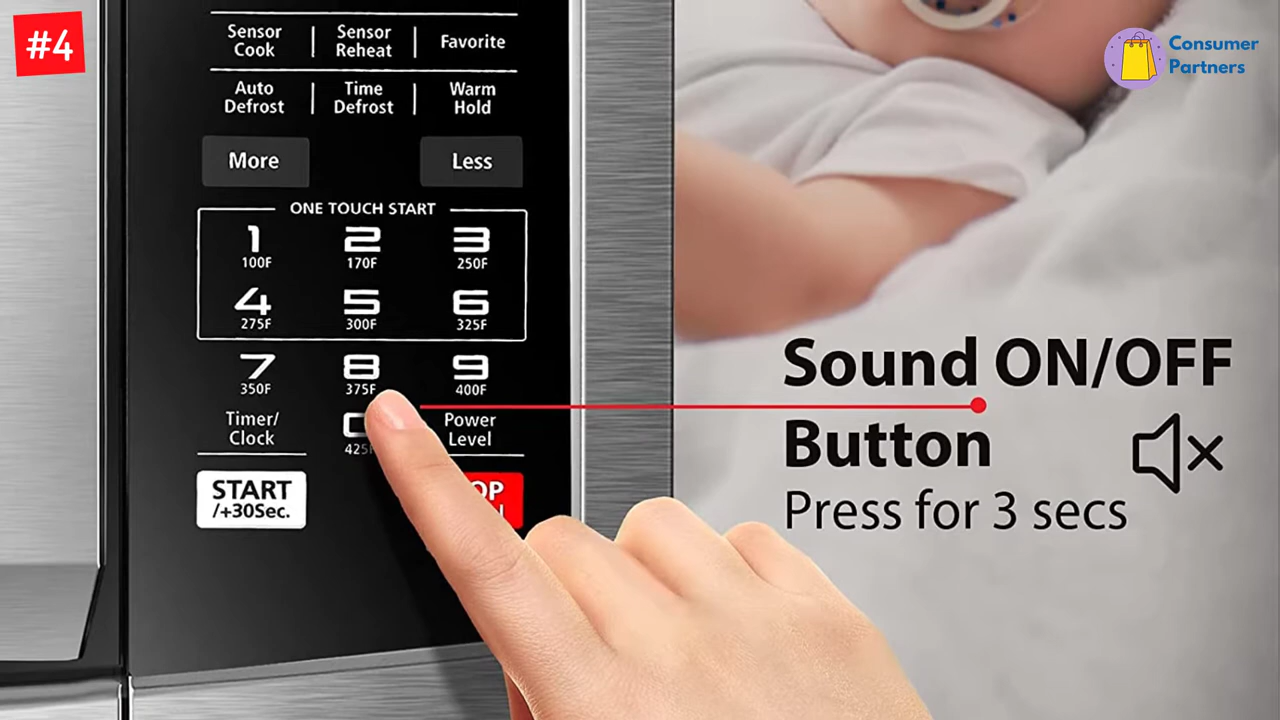 #4
Consumer
Partners
Sensor Cook
Sensor Reheat
Favorite
Auto Defrost
Time Defrost
Warm Hold
More
Less
ONE TOUCH START
1 2 3
100F 170F 250F
4 5 6
275F 300F 325F
7 8 9
350F 375F 400F
Timer/ Clock
Power Level
425F
START
/+30Sec.
Sound ON/OFF
Button
Press for 3 secs